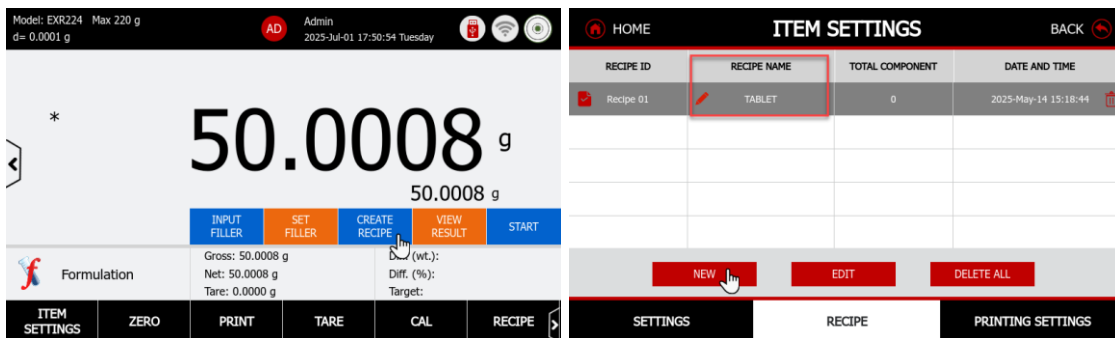 Model: EXR224 Max 220 g
d= 0.0001 g
AD
Admin
2025-Jul-01 17:50:54 Tuesday
*
50.0008 g
50.0008 g
INPUT FILLER
SET FILLER
CREATE RECIPE
VIEW RESULT
START
Formulation
Gross: 50.0008 g
Net: 50.0008 g
Tare: 0.0000 g
(wt.):
Diff. (%):
Target:
ITEM SETTINGS
ZERO
PRINT
TARE
CAL
RECIPE
HOME
ITEM SETTINGS
BACK
RECIPE ID
RECIPE NAME
TOTAL COMPONENT
DATE AND TIME
Recipe 01
TABLET
0
2025-May-14 15:18:44
NEW
EDIT
DELETE ALL
SETTINGS
RECIPE
PRINTING SETTINGS